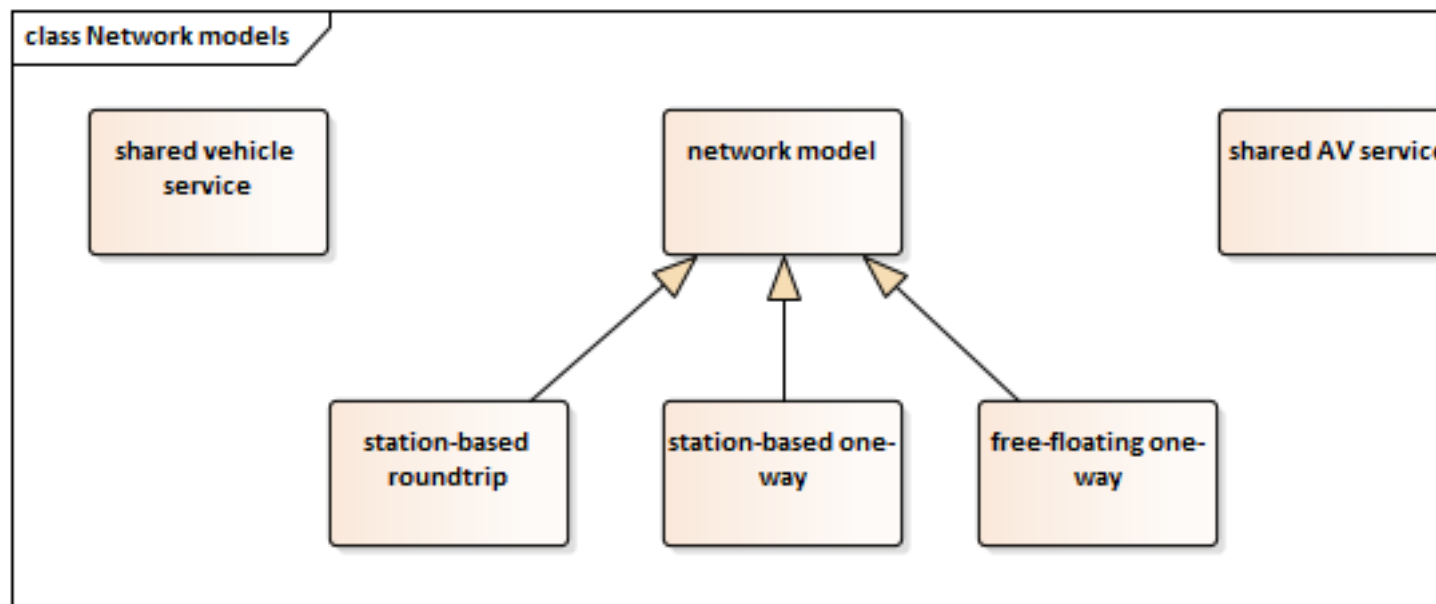 class Network models
shared vehicle
service
network model
shared AV service
station-based
roundtrip
station-based one-
way
free-floating one-
way